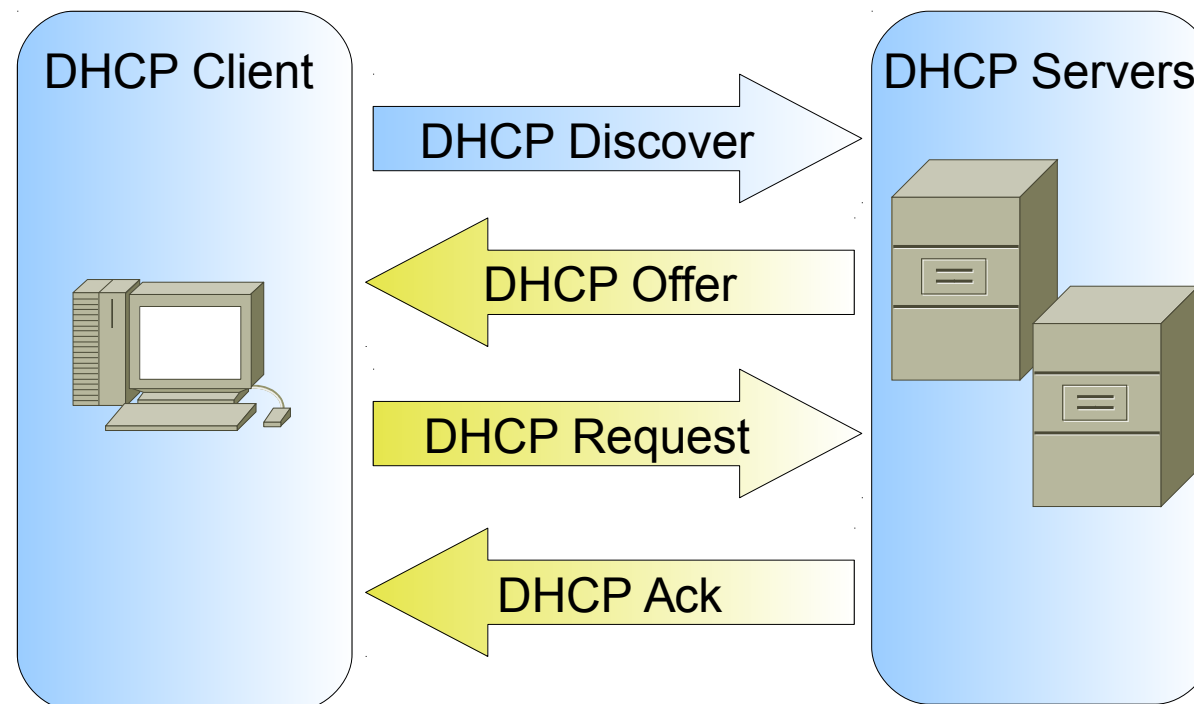 DHCP Client
DHCP Servers
DHCP Discover
DHCP Offer
DHCP Request
DHCP Ack